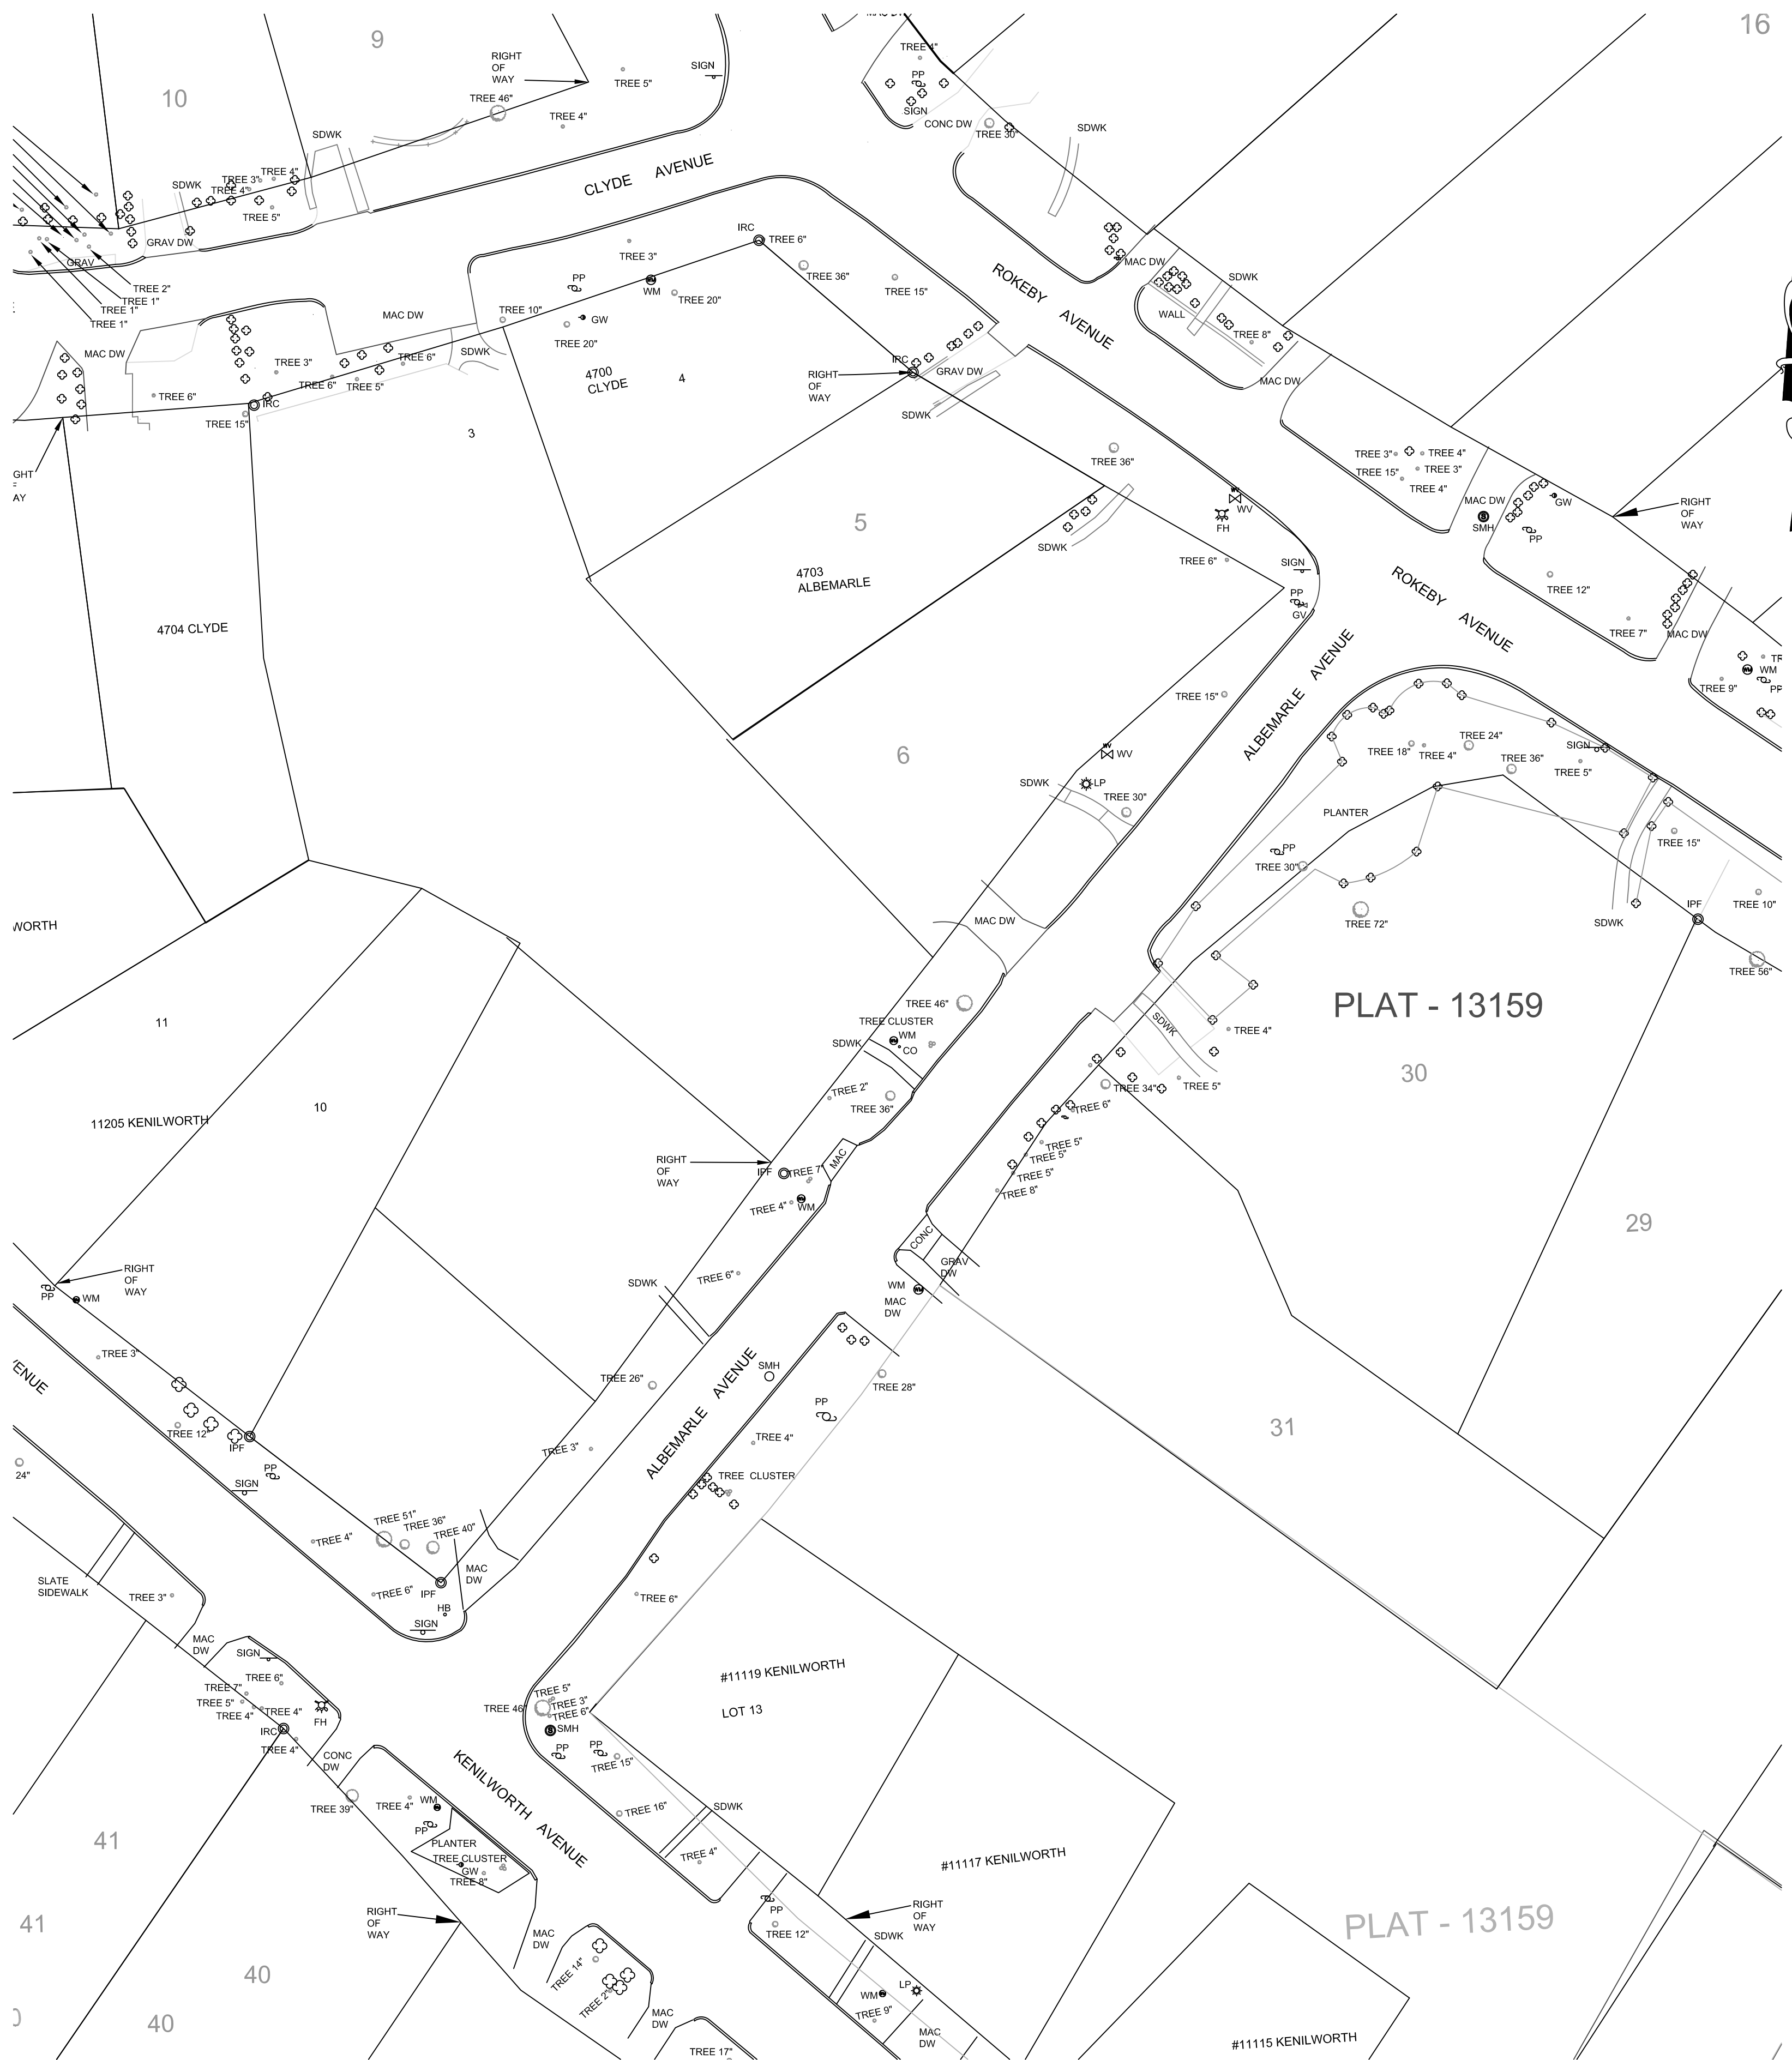 MAC DW
16
9
10
RIGHT
OF
WAY
SIGN
TREE 5"
TREE 46"
TREE 4"
SDWK
TREE 4"
PP
SIGN
CONC DW
TREE 30"
SDWK
CLYDE AVENUE
SDWK
TREE 3"
TREE 4"
TREE 4"
TREE 5"
GRAV DW
GRAV
TREE 2"
TREE 1"
TREE 1"
TREE 1"
IRC
TREE 6"
TREE 3"
PP
WM
TREE 20"
TREE 36"
TREE 15"
ROKEBY AVENUE
MAC DW
SDWK
WALL
TREE 8"
MAC DW
MAC DW
TREE 10"
GW
TREE 20"
MAC DW
TREE 3"
TREE 6"
TREE 6"
TREE 5"
SDWK
TREE 6"
IRC
TREE 15"
4700
CLYDE
4
3
IRC
RIGHT
OF
WAY
GRAV DW
SDWK
GHT
AY
TREE 36"
TREE 3"
TREE 4"
TREE 15"
TREE 3"
TREE 4"
MAC DW
SMH
GW
PP
RIGHT
OF
WAY
WV
WV
FH
5
SDWK
TREE 6"
SIGN
PP
GV
4703
ALBEMARLE
4704 CLYDE
ROKEBY AVENUE
TREE 12"
TREE 7"
MAC DW
TR
WM
PP
TREE 9"
TREE 15"
ALBEMARLE AVENUE
6
WV
WV
LP
SDWK
TREE 30"
TREE 18"
TREE 4"
TREE 24"
SIGN
TREE 36"
TREE 5"
PLANTER
PP
TREE 30"
TREE 15"
TREE 72"
SDWK
IPF
TREE 10"
TREE 56"
WORTH
MAC DW
PLAT - 13159
11
TREE 46"
TREE CLUSTER
WM
CO
SDWK
SDWK
TREE 4"
30
11205 KENILWORTH
10
TREE 2"
TREE 36"
TREE 34"
TREE 5"
TREE 6"
TREE 5"
TREE 5"
TREE 5"
TREE 8"
RIGHT
OF
WAY
IPF
TREE 7"
MAC
TREE 4"
WM
29
CONC
GRAV
DW
WM
MAC
DW
RIGHT
OF
WAY
PP
WM
SDWK
TREE 6"
TREE 3"
ENUE
SMH
TREE 26"
TREE 28"
PP
31
ALBEMARLE AVENUE
TREE 12"
IPF
TREE 3"
TREE 4"
24"
PP
SIGN
TREE CLUSTER
TREE 51"
TREE 36"
TREE 40"
TREE 4"
MAC
DW
SLATE
SIDEWALK
TREE 3"
TREE 6"
IPF
HB
SIGN
TREE 6"
MAC
DW
SIGN
TREE 6"
TREE 7"
TREE 5"
TREE 4"
TREE 4"
IRC
TREE 4"
FH
#11119 KENILWORTH
LOT 13
TREE 5"
TREE 46"
TREE 3"
TREE 6"
SMH
PP
PP
TREE 15"
CONC
DW
KENILWORTH AVENUE
TREE 39"
TREE 4"
WM
PP
PLANTER
TREE CLUSTER
GW
TREE 8"
TREE 16"
SDWK
TREE 4"
41
#11117 KENILWORTH
41
RIGHT
OF
WAY
MAC
DW
PP
TREE 12"
RIGHT
OF
WAY
SDWK
PLAT - 13159
40
40
TREE 14"
TREE 2"
WM
LP
TREE 9"
MAC
DW
MAC
DW
#11115 KENILWORTH
TREE 17"